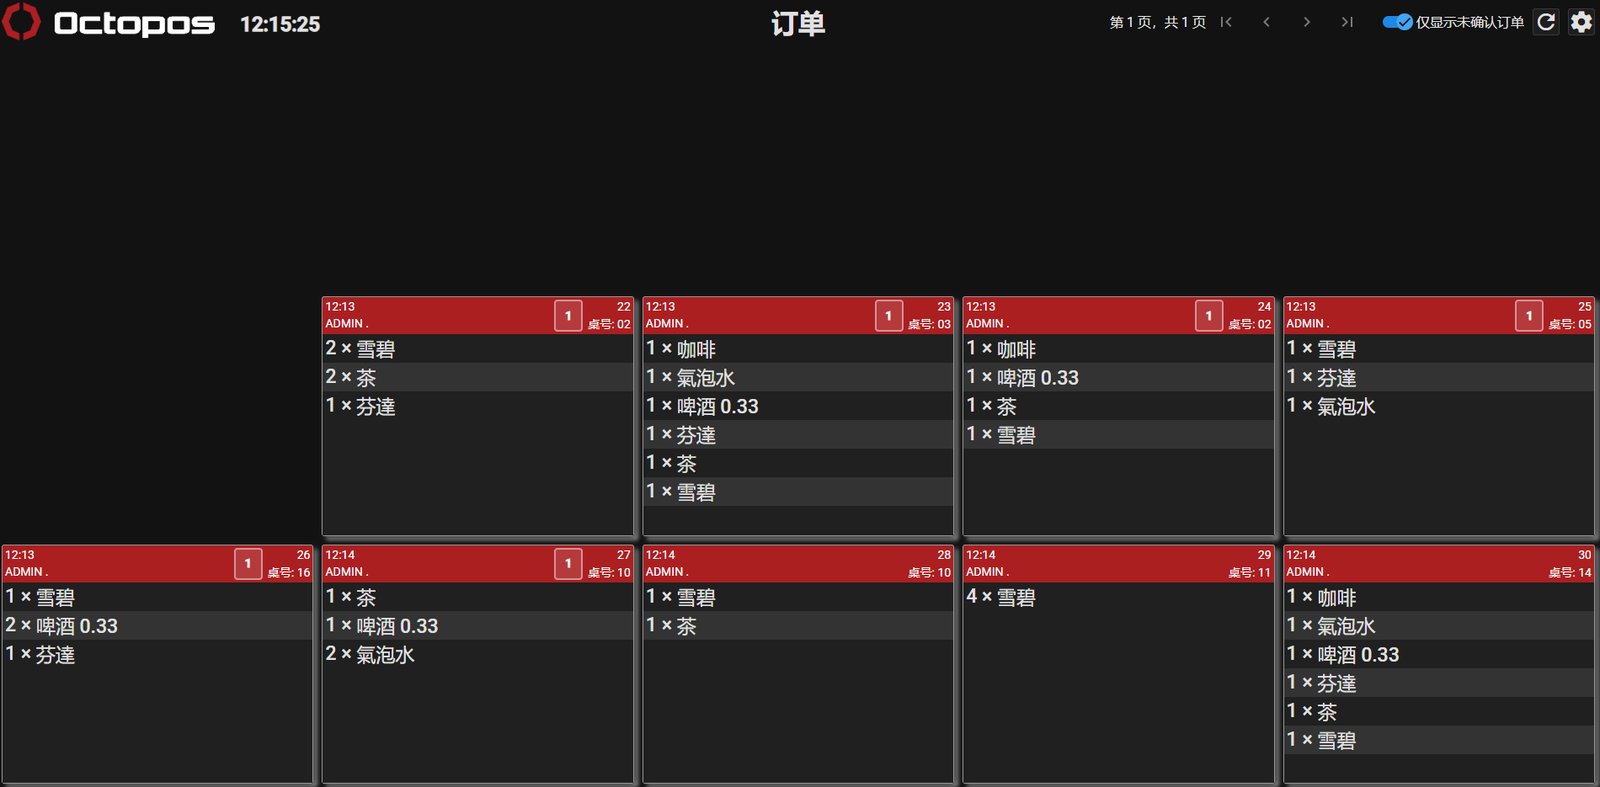 Octopos 12:15:25 订单 第 1 页，共 1 页 仅显示未确认订单
12:13 1 22
ADMIN . 桌号: 02
2 × 雪碧
2 × 茶
1 × 芬達
12:13 1 23
ADMIN . 桌号: 03
1 × 咖啡
1 × 氣泡水
1 × 啤酒 0.33
1 × 芬達
1 × 茶
1 × 雪碧
12:13 1 24
ADMIN . 桌号: 02
1 × 咖啡
1 × 啤酒 0.33
1 × 茶
1 × 雪碧
12:13 1 25
ADMIN . 桌号: 05
1 × 雪碧
1 × 芬達
1 × 氣泡水
12:13 1 26
ADMIN . 桌号: 16
1 × 雪碧
2 × 啤酒 0.33
1 × 芬達
12:14 1 27
ADMIN . 桌号: 10
1 × 茶
1 × 啤酒 0.33
2 × 氣泡水
12:14 28
ADMIN . 桌号: 10
1 × 雪碧
1 × 茶
12:14 29
ADMIN . 桌号: 11
4 × 雪碧
12:14 30
ADMIN . 桌号: 14
1 × 咖啡
1 × 氣泡水
1 × 啤酒 0.33
1 × 芬達
1 × 茶
1 × 雪碧